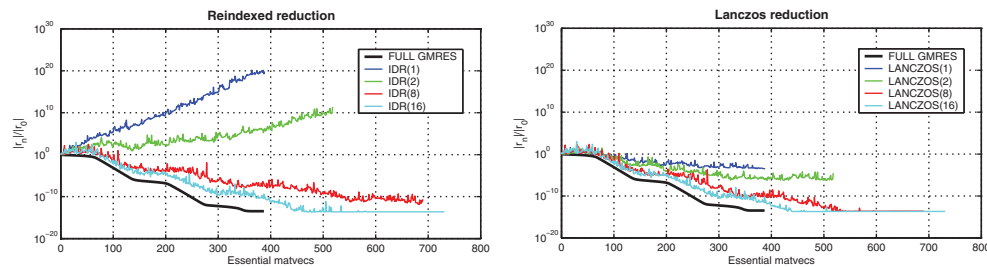 Reindexed reduction
|r_n|/|r_0|
10^30
10^20
10^10
10^0
10^-10
10^-20
0 100 200 300 400 500 600 700 800
Essential matvecs
FULL GMRES
IDR(1)
IDR(2)
IDR(8)
IDR(16)
Lanczos reduction
|r_n|/|r_0|
10^30
10^20
10^10
10^0
10^-10
10^-20
0 100 200 300 400 500 600 700 800
Essential matvecs
FULL GMRES
LANCZOS(1)
LANCZOS(2)
LANCZOS(8)
LANCZOS(16)